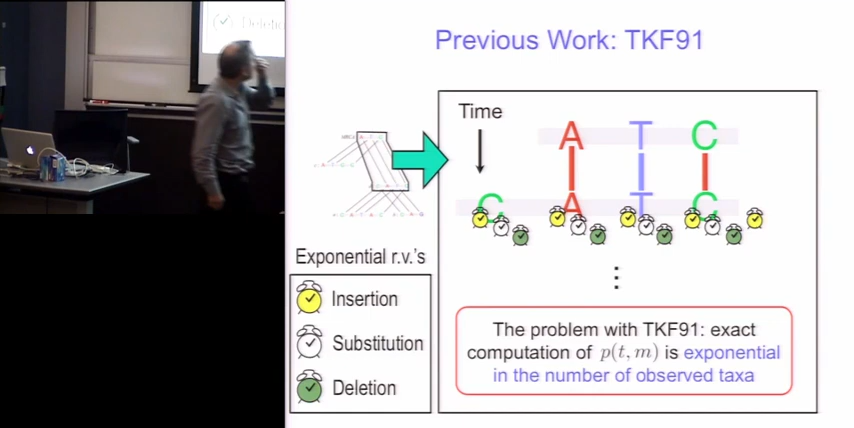 Deletio
Previous Work: TKF91
Time
A T C
C A T C
Exponential r.v.'s
Insertion
Substitution
Deletion
The problem with TKF91: exact
computation of p(t, m) is exponential
in the number of observed taxa